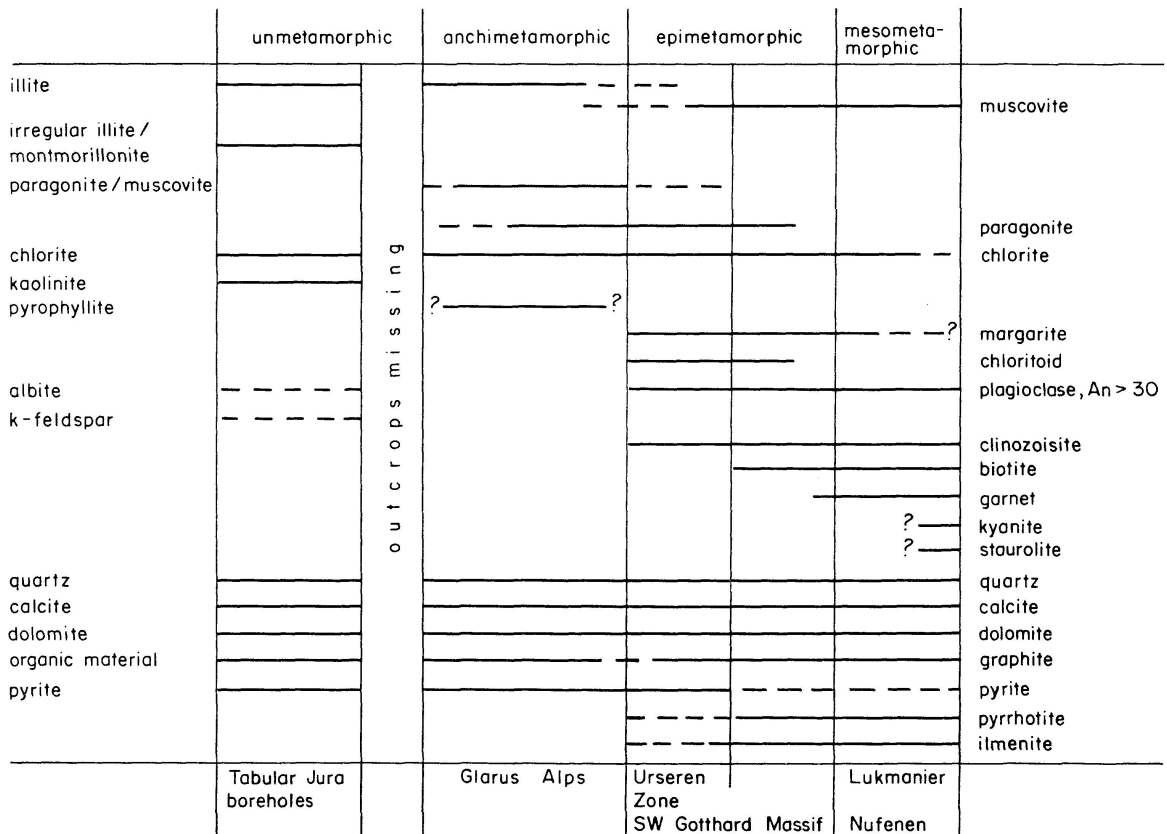 unmetamorphic anchimetamorphic epimetamorphic mesometa-
morphic
illite
muscovite
irregular illite /
montmorillonite
paragonite / muscovite
paragonite
chlorite chlorite
kaolinite
pyrophyllite ? ?
margarite ?
chloritoid
albite plagioclase, An > 30
k-feldspar
clinozoisite
biotite
garnet
? kyanite
? staurolite
outcrops missing
quartz quartz
calcite calcite
dolomite dolomite
organic material graphite
pyrite pyrite
pyrrhotite
ilmenite
Tabular Jura Glarus Alps Urseren Lukmanier
boreholes Zone
SW Gotthard Massif Nufenen